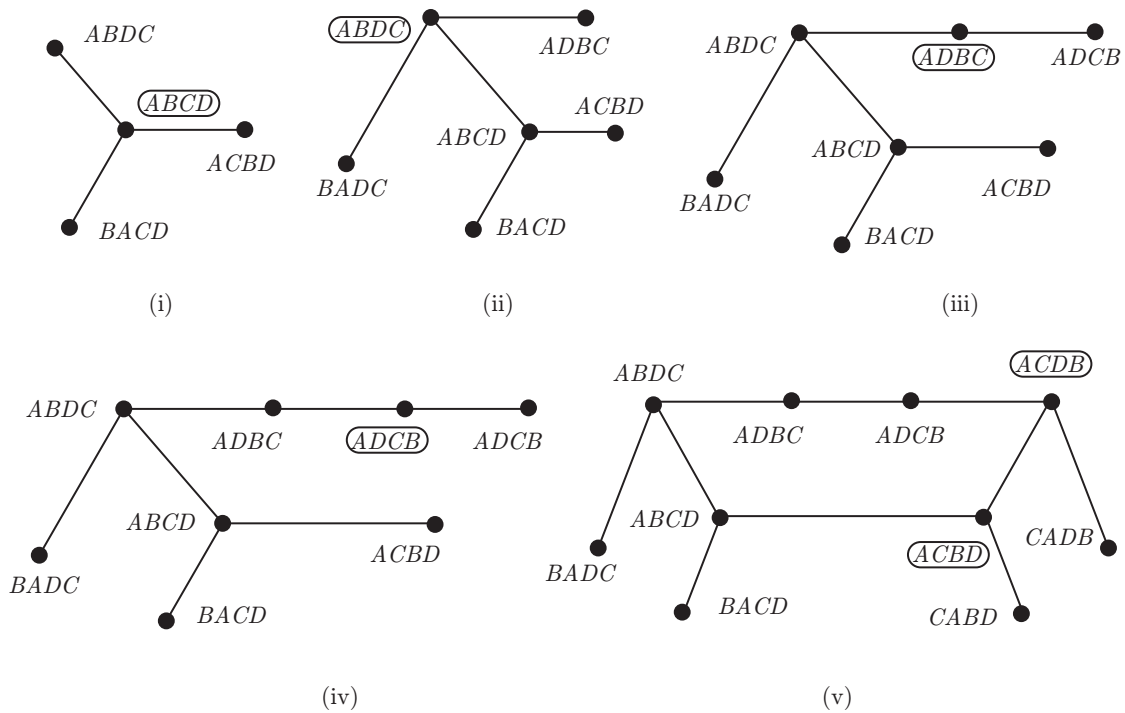 ABDC
ABCD
ACBD
BACD
(i)
ABDC
ADBC
ACBD
ABCD
BADC
BACD
(ii)
ABDC
ADBC
ADCB
ABCD
BADC
ACBD
BACD
(iii)
ABDC
ADBC
ADCB
ADCB
ABCD
ACBD
BADC
BACD
(iv)
ACDB
ABDC
ADBC
ADCB
ABCD
CADB
ACBD
BADC
BACD
CABD
(v)